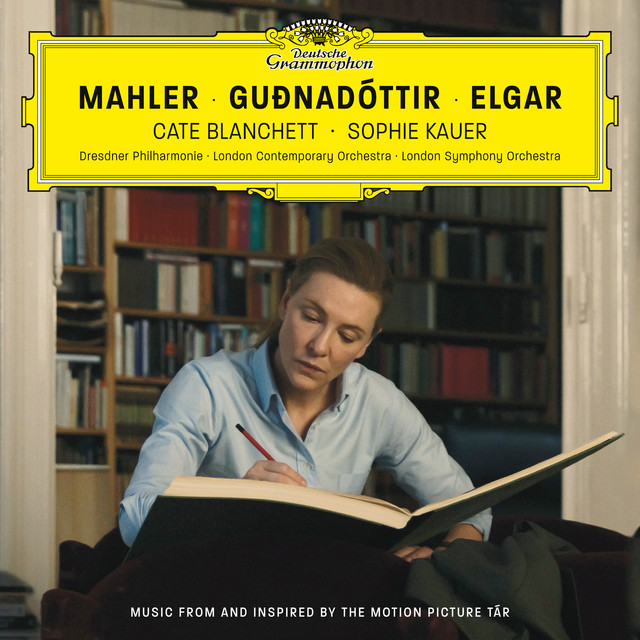 Deutsche
Grammophon
MAHLER · GUÐNADÓTTIR · ELGAR
CATE BLANCHETT · SOPHIE KAUER
Dresdner Philharmonie · London Contemporary Orchestra · London Symphony Orchestra
MUSIC FROM AND INSPIRED BY THE MOTION PICTURE TÁR